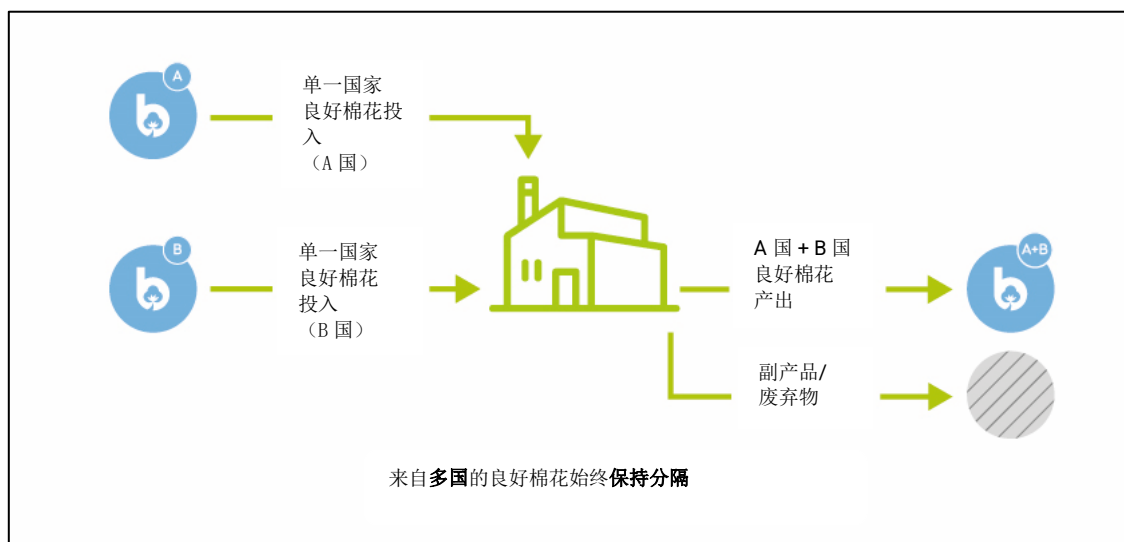 A
单一国家
良好棉花投
入
（A 国）
B
单一国家
良好棉花
投入
（B 国）
A 国 + B 国
良好棉花
产出
A+B
副产品/
废弃物
来自多国的良好棉花始终保持分隔